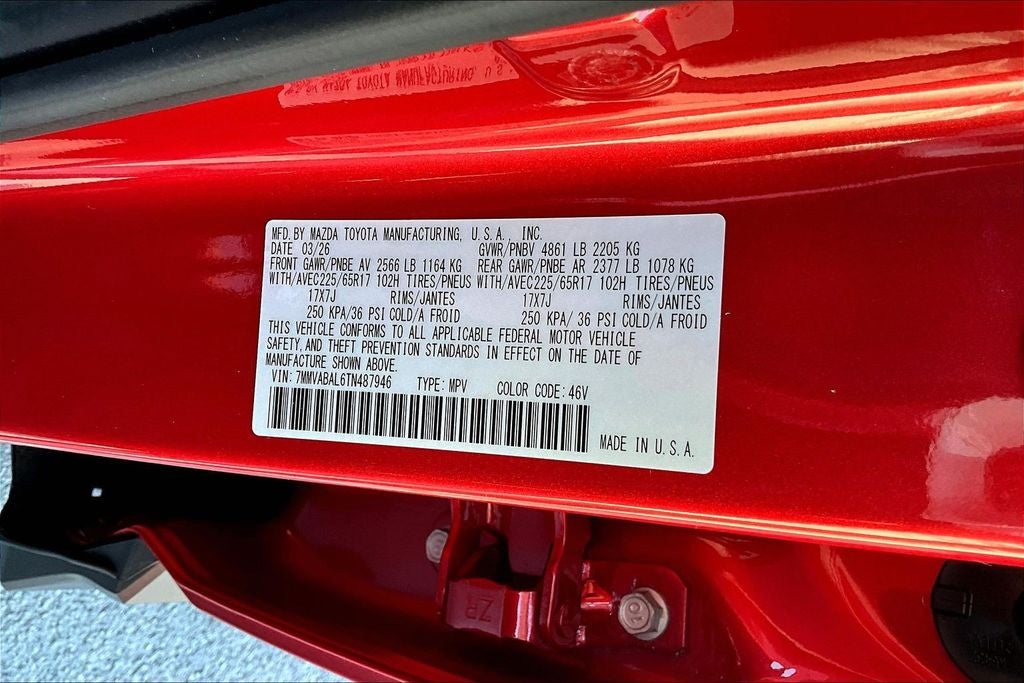 MFD. BY MAZDA TOYOTA MANUFACTURING, U.S.A., INC.
DATE 03/26 GVWR/PNBV 4861 LB 2205 KG
FRONT GAWR/PNBE AV 2566 LB 1164 KG REAR GAWR/PNBE AR 2377 LB 1078 KG
WITH/AVEC225/65R17 102H TIRES/PNEUS WITH/AVEC225/65R17 102H TIRES/PNEUS
17X7J RIMS/JANTES 17X7J RIMS/JANTES
250 KPA/36 PSI COLD/A FROID 250 KPA/ 36 PSI COLD/A FROID
THIS VEHICLE CONFORMS TO ALL APPLICABLE FEDERAL MOTOR VEHICLE
SAFETY, AND THEFT PREVENTION STANDARDS IN EFFECT ON THE DATE OF
MANUFACTURE SHOWN ABOVE.
VIN: 7MMVABAL6TN487946 TYPE: MPV COLOR CODE: 46V
MADE IN U.S.A.
ZR